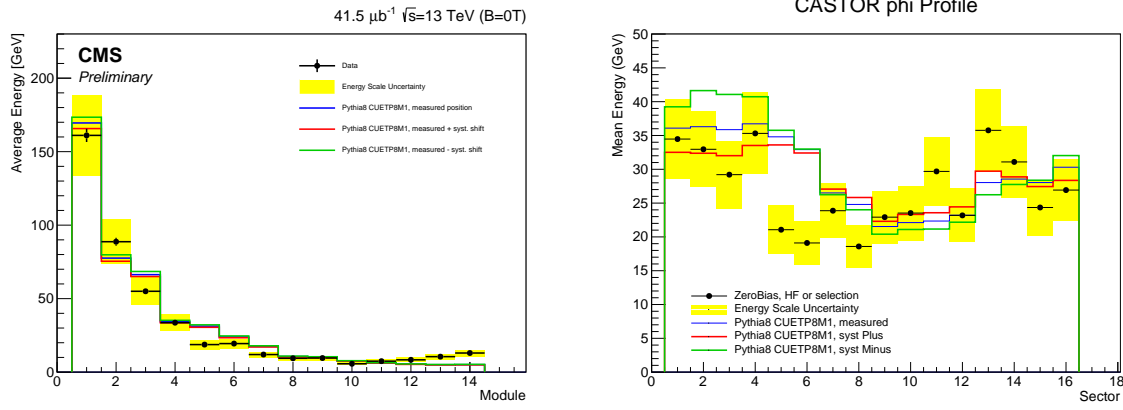 41.5 μb⁻¹ √s=13 TeV (B=0T)
CMS
Preliminary
Data
Energy Scale Uncertainty
Pythia8 CUETP8M1, measured position
Pythia8 CUETP8M1, measured + syst. shift
Pythia8 CUETP8M1, measured - syst. shift
Average Energy [GeV]
200
150
100
50
0
0 2 4 6 8 10 12 14
Module
CASTOR phi Profile
Mean Energy (GeV)
50
45
40
35
30
25
20
15
10
5
0
ZeroBias, HF or selection
Energy Scale Uncertainty
Pythia8 CUETP8M1, measured
Pythia8 CUETP8M1, syst Plus
Pythia8 CUETP8M1, syst Minus
0 2 4 6 8 10 12 14 16 18
Sector